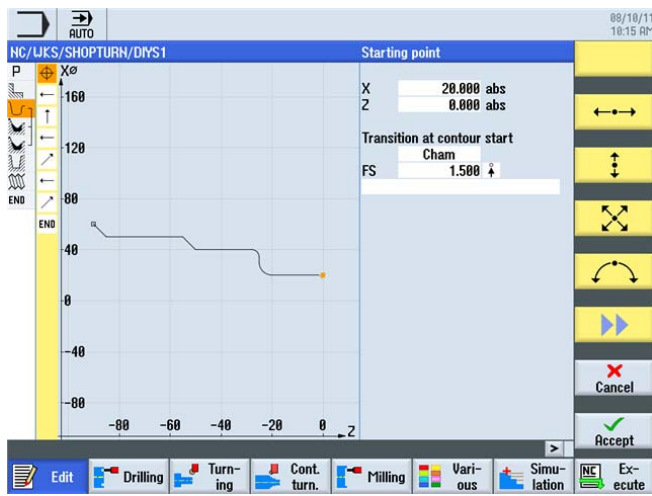 08/10/11
10:15 AM
AUTO
NC/WKS/SHOPTURN/DIYS1
Starting point
P
END
END
XØ
160
120
80
40
0
-40
-80
-80 -60 -40 -20 0 Z
X 20.000 abs
Z 0.000 abs
Transition at contour start
Cham
FS 1.500
Cancel
Accept
>
Edit
Drilling
Turn-
ing
Cont.
turn.
Milling
Vari-
ous
Simu-
lation
NC
Ex-
ecute